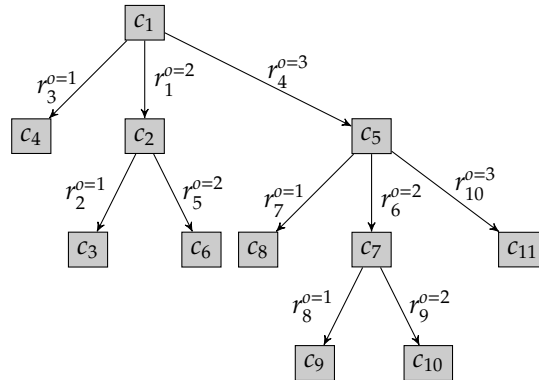 c₁
r₃ᵒ⁼¹ r₁ᵒ⁼² r₄ᵒ⁼³
c₄ c₂ c₅
r₂ᵒ⁼¹ r₅ᵒ⁼² r₇ᵒ⁼¹ r₆ᵒ⁼² r₁₀ᵒ⁼³
c₃ c₆ c₈ c₇ c₁₁
r₈ᵒ⁼¹ r₉ᵒ⁼²
c₉ c₁₀